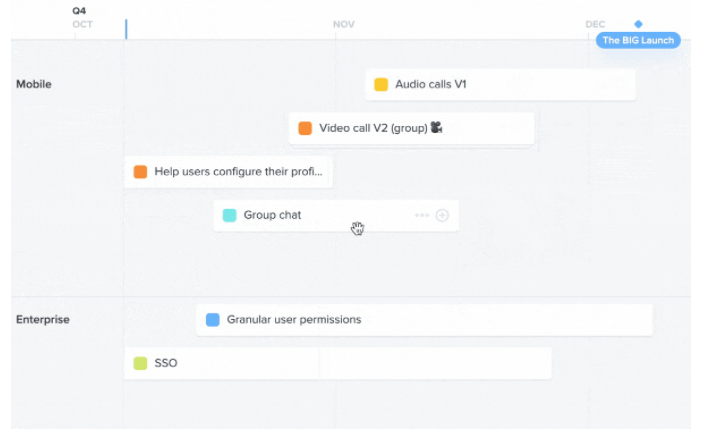 Q4
OCT NOV DEC
The BIG Launch
Mobile
Audio calls V1
Video call V2 (group) 🎥
Help users configure their profi...
Group chat
Enterprise
Granular user permissions
SSO